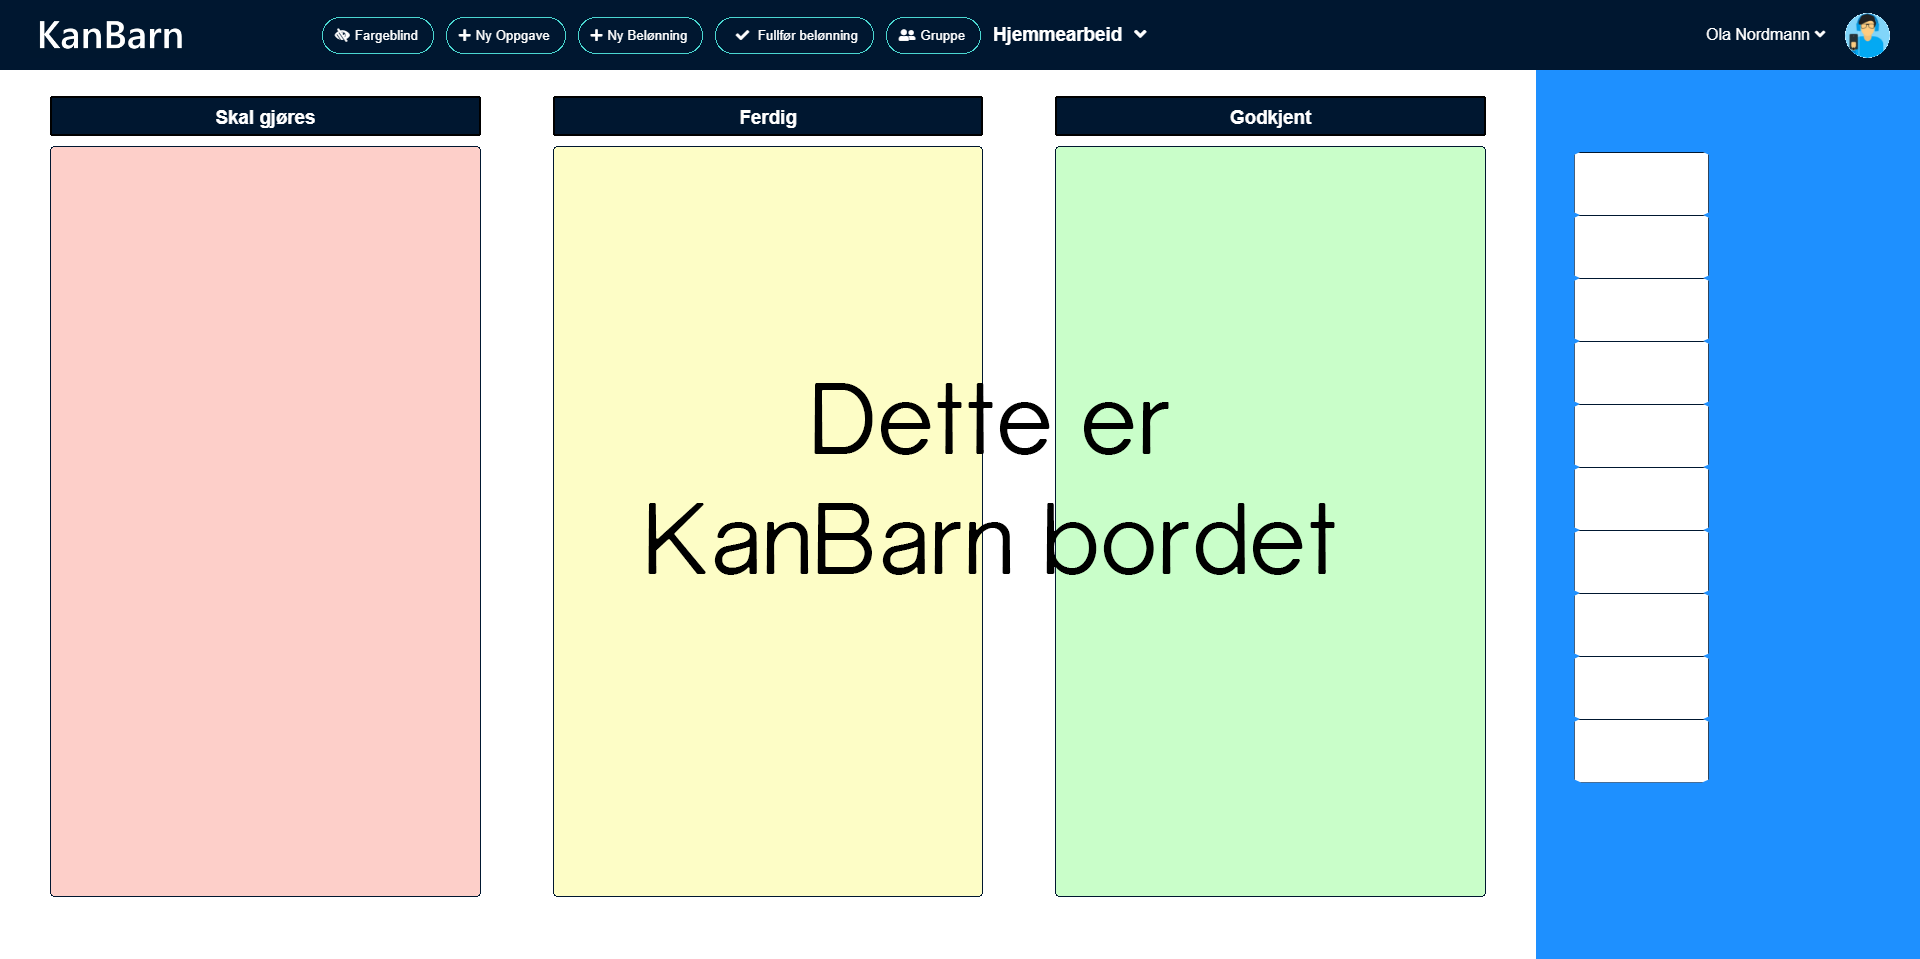 KanBarn
Fargeblind
Ny Oppgave
Ny Belønning
Fullfør belønning
Gruppe
Hjemmearbeid
Ola Nordmann
Skal gjøres
Ferdig
Godkjent
Dette er
KanBarn bordet